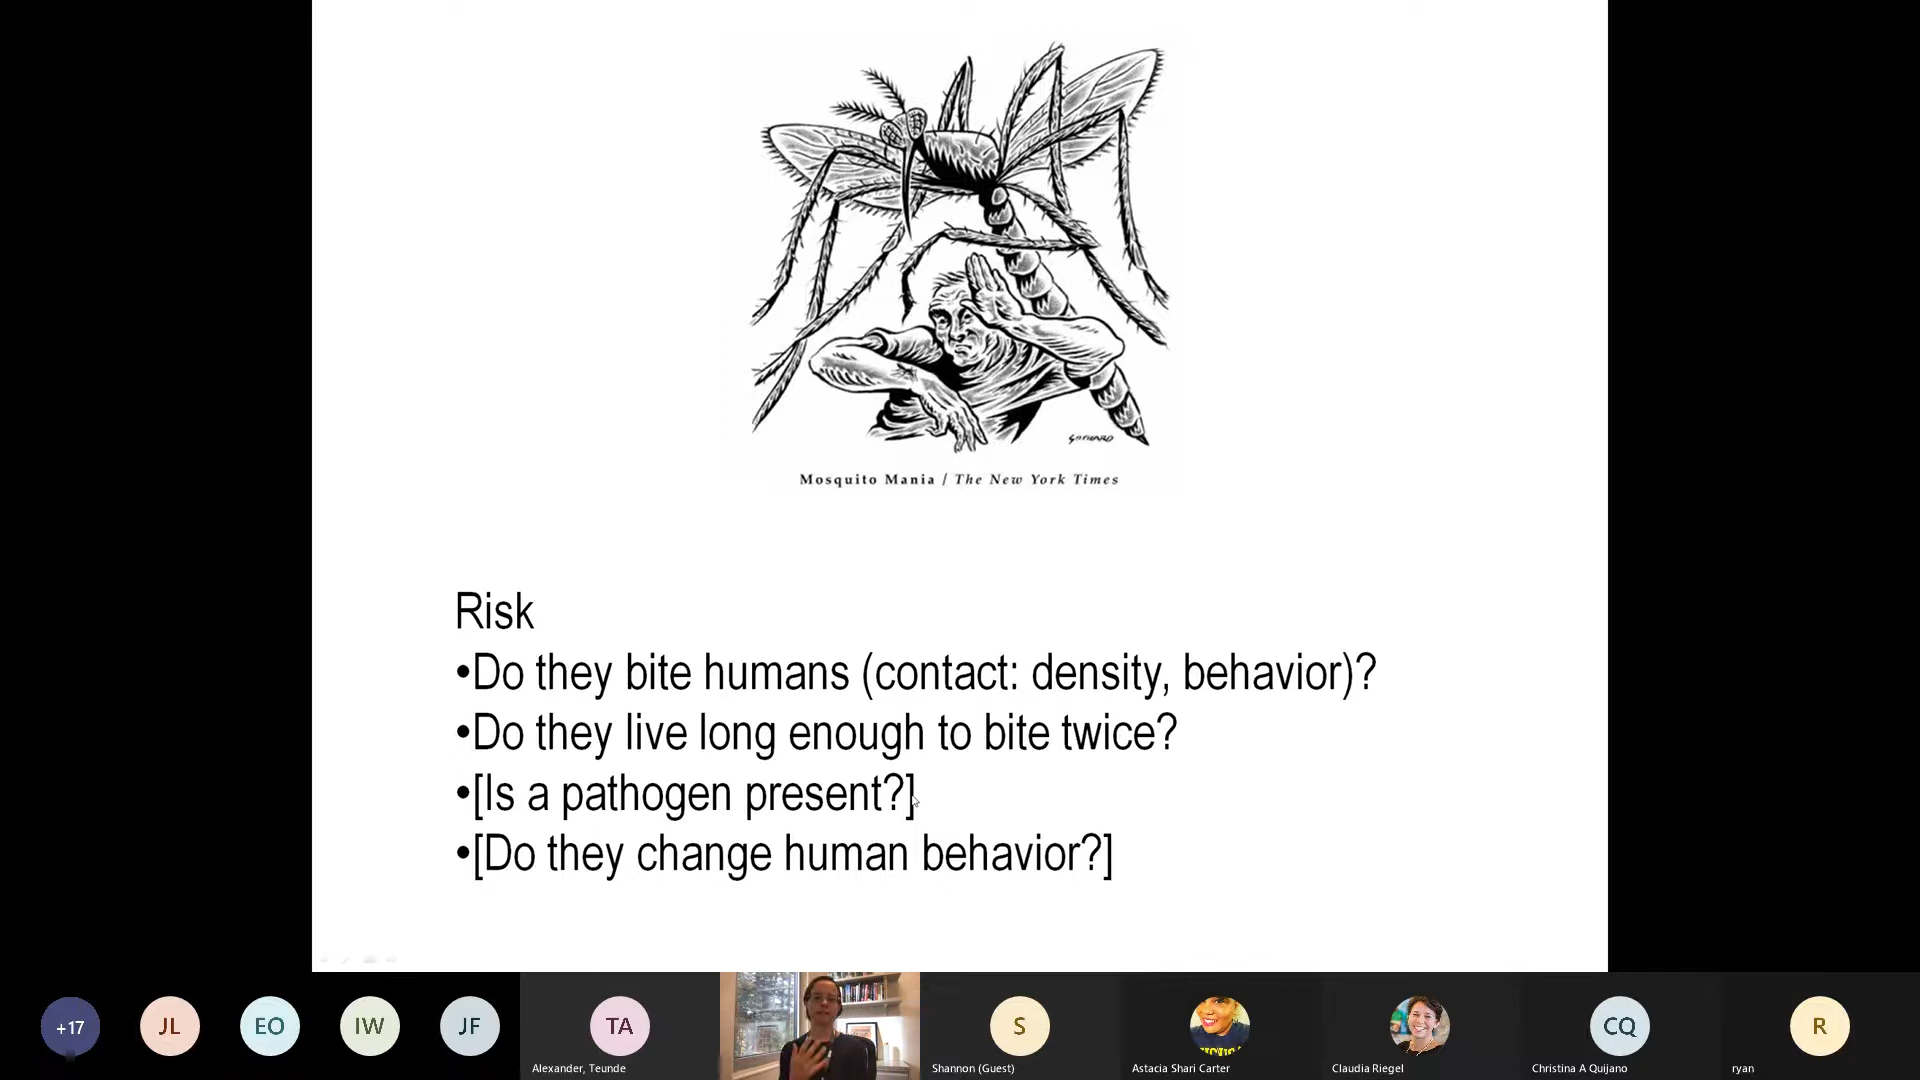 GOTHARD
Mosquito Mania / The New York Times
Risk
•Do they bite humans (contact: density, behavior)?
•Do they live long enough to bite twice?
•[Is a pathogen present?]
•[Do they change human behavior?]
+17
JL
EO
IW
JF
TA
S
CQ
R
Alexander, Teunde
Shannon (Guest)
Astacia Shari Carter
Claudia Riegel
Christina A Quijano
ryan